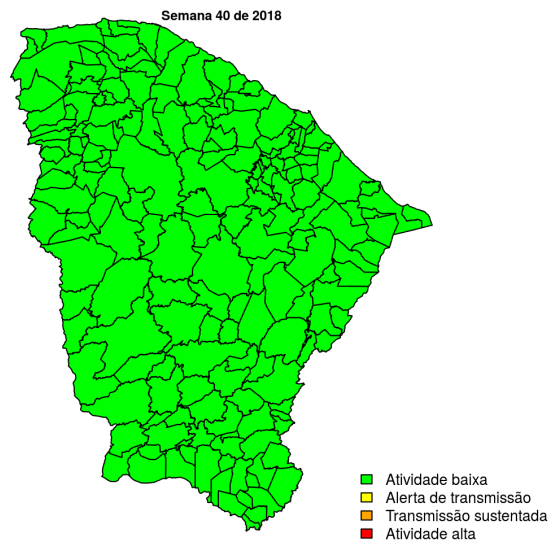 Semana 40 de 2018
Atividade baixa
Alerta de transmissão
Transmissão sustentada
Atividade alta